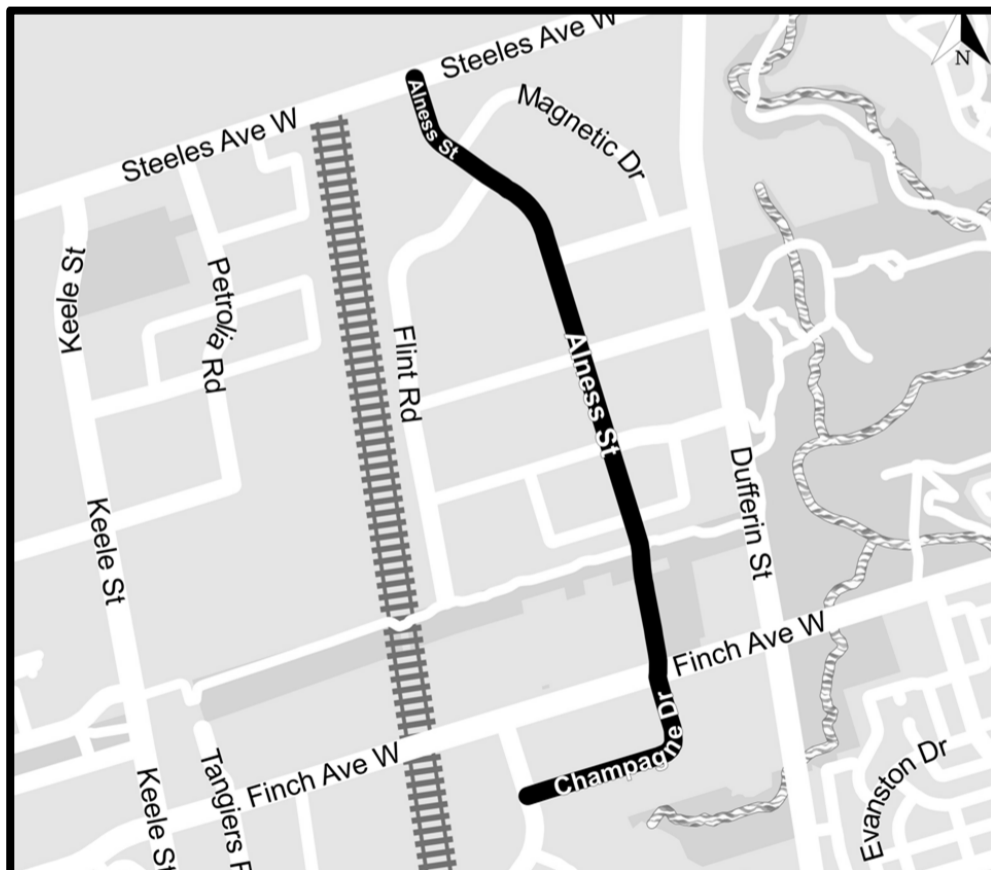 Steeles Ave W
N
Alness St
Magnetic Dr
Steeles Ave W
Keele St
Petrolia Rd
Flint Rd
Alness St
Dufferin St
Keele St
Finch Ave W
Champagne Dr
Finch Ave W
Tangiers R
Keele St
Evanston Dr